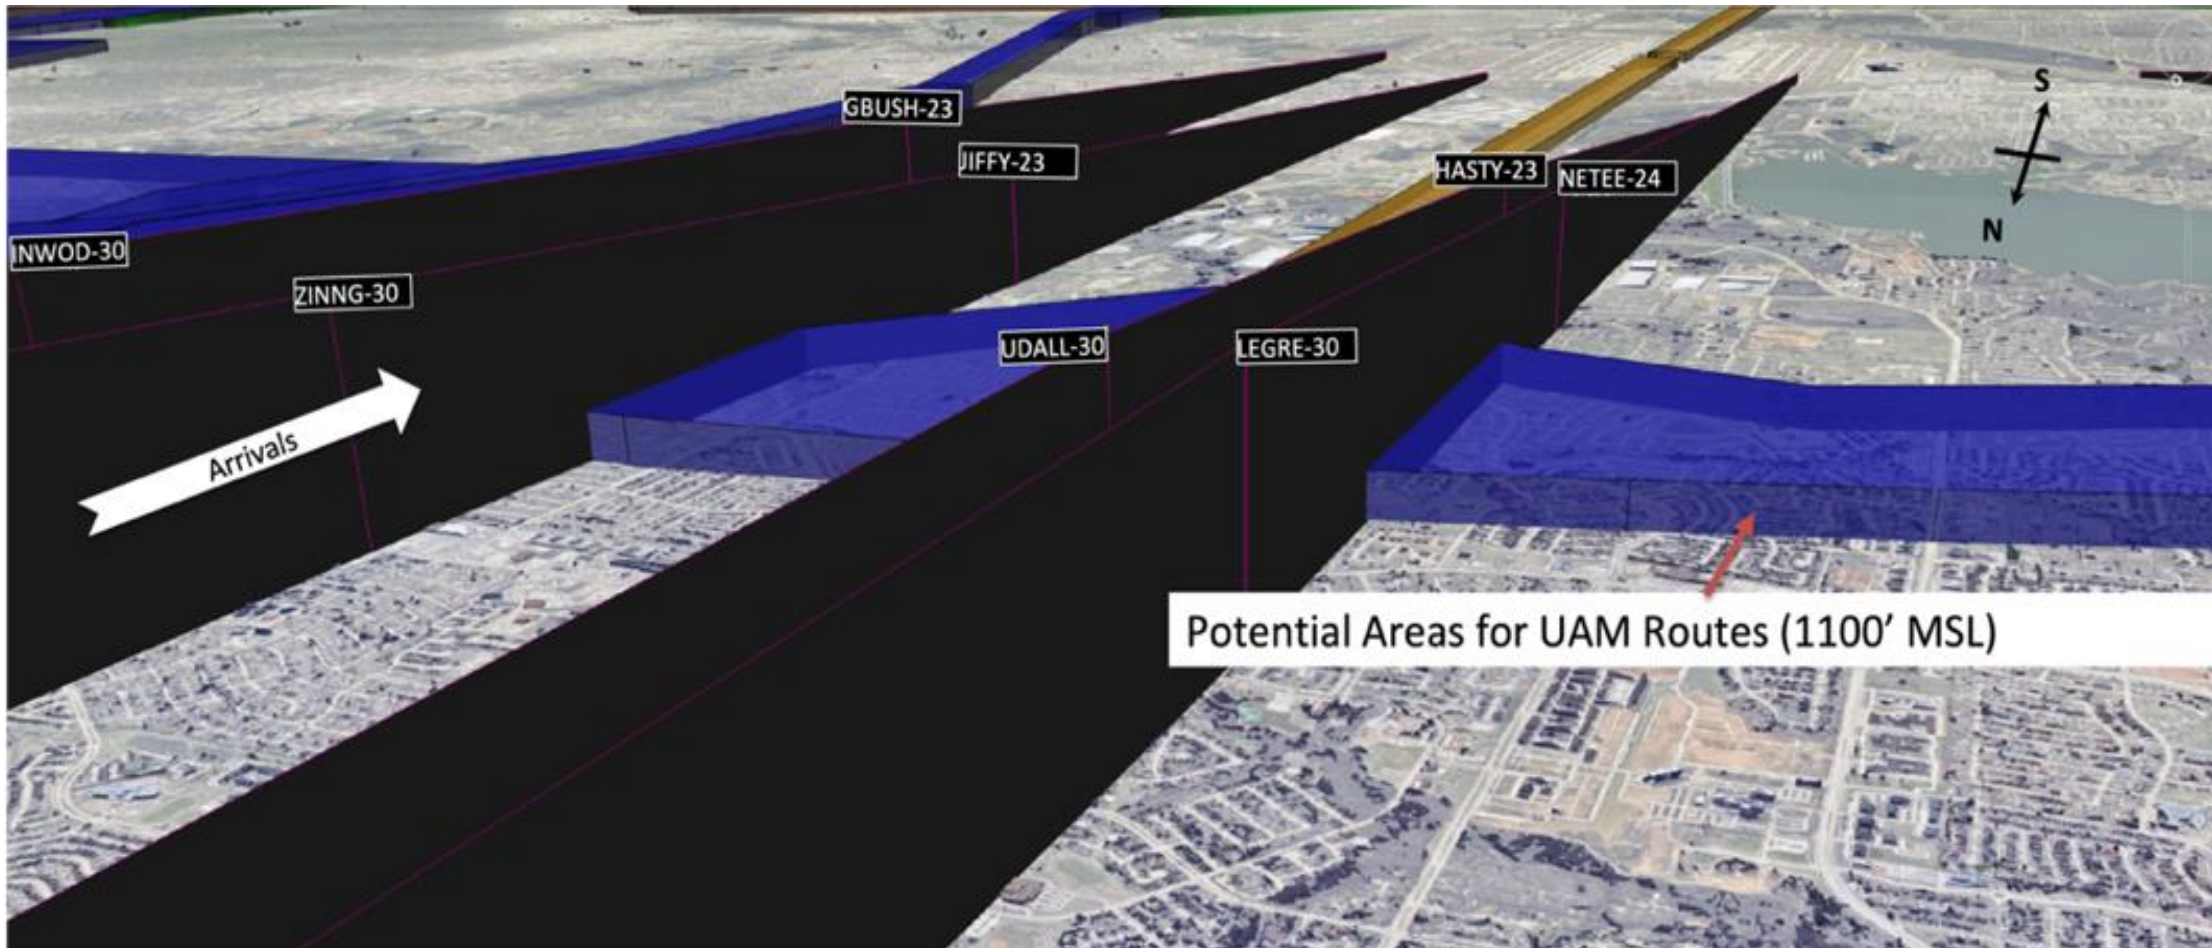 GBUSH-23
JIFFY-23
HASTY-23
NETEE-24
S
N
INWOD-30
ZINNG-30
UDALL-30
LEGRE-30
Arrivals
Potential Areas for UAM Routes (1100' MSL)